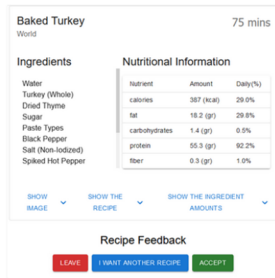 Baked Turkey 75 mins
World
Ingredients Nutritional Information
Water
Turkey (Whole)
Dried Thyme
Sugar
Paste Types
Black Pepper
Salt (Non-Iodized)
Spiked Hot Pepper
Nutrient Amount Daily(%)
calories 387 (kcal) 29.0%
fat 18.2 (gr) 29.8%
carbohydrates 1.4 (gr) 0.5%
protein 55.3 (gr) 92.2%
fiber 0.3 (gr) 1.0%
SHOW IMAGE
SHOW THE RECIPE
SHOW THE INGREDIENT AMOUNTS
Recipe Feedback
LEAVE I WANT ANOTHER RECIPE ACCEPT